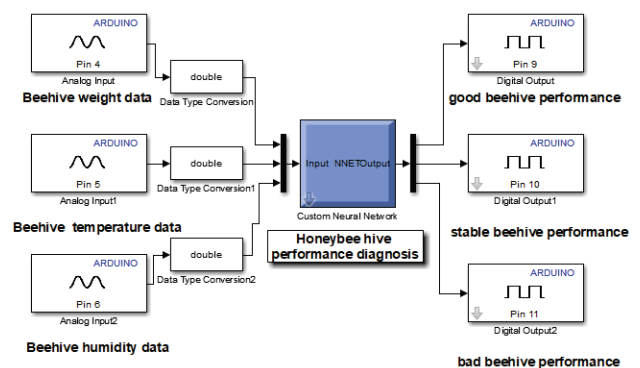 ARDUINO
Pin 4
Analog Input
Beehive weight data
double
Data Type Conversion
ARDUINO
Pin 5
Analog Input1
Beehive temperature data
double
Data Type Conversion1
ARDUINO
Pin 6
Analog Input2
Beehive humidity data
double
Data Type Conversion2
Input NNETOutput
Custom Neural Network
Honeybee hive
performance diagnosis
ARDUINO
Pin 9
Digital Output
good beehive performance
ARDUINO
Pin 10
Digital Output1
stable beehive performance
ARDUINO
Pin 11
Digital Output2
bad beehive performance